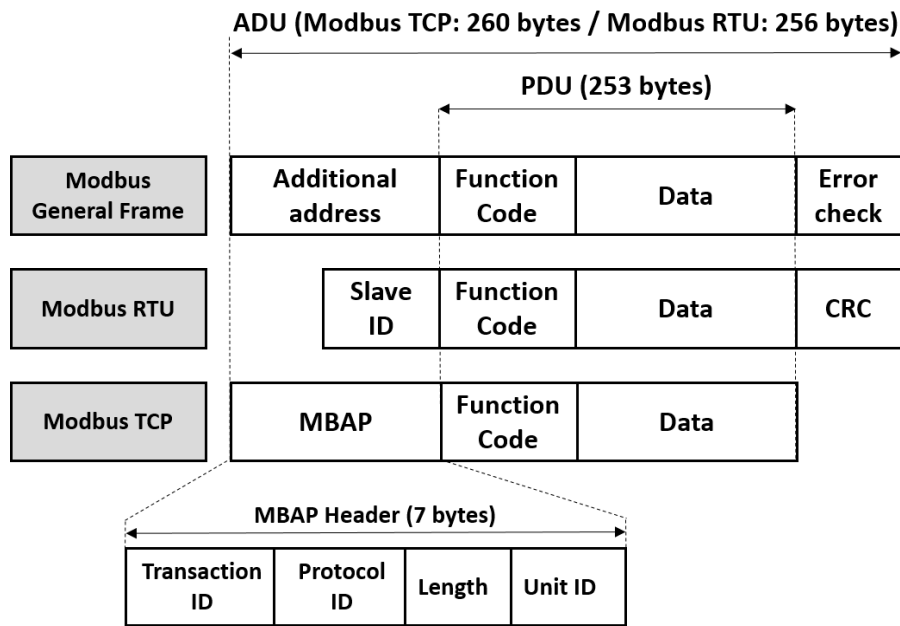 ADU (Modbus TCP: 260 bytes / Modbus RTU: 256 bytes)
PDU (253 bytes)
Modbus
General Frame
Additional
address
Function
Code
Data
Error
check
Modbus RTU
Slave
ID
Function
Code
Data
CRC
Modbus TCP
MBAP
Function
Code
Data
MBAP Header (7 bytes)
Transaction
ID
Protocol
ID
Length
Unit ID